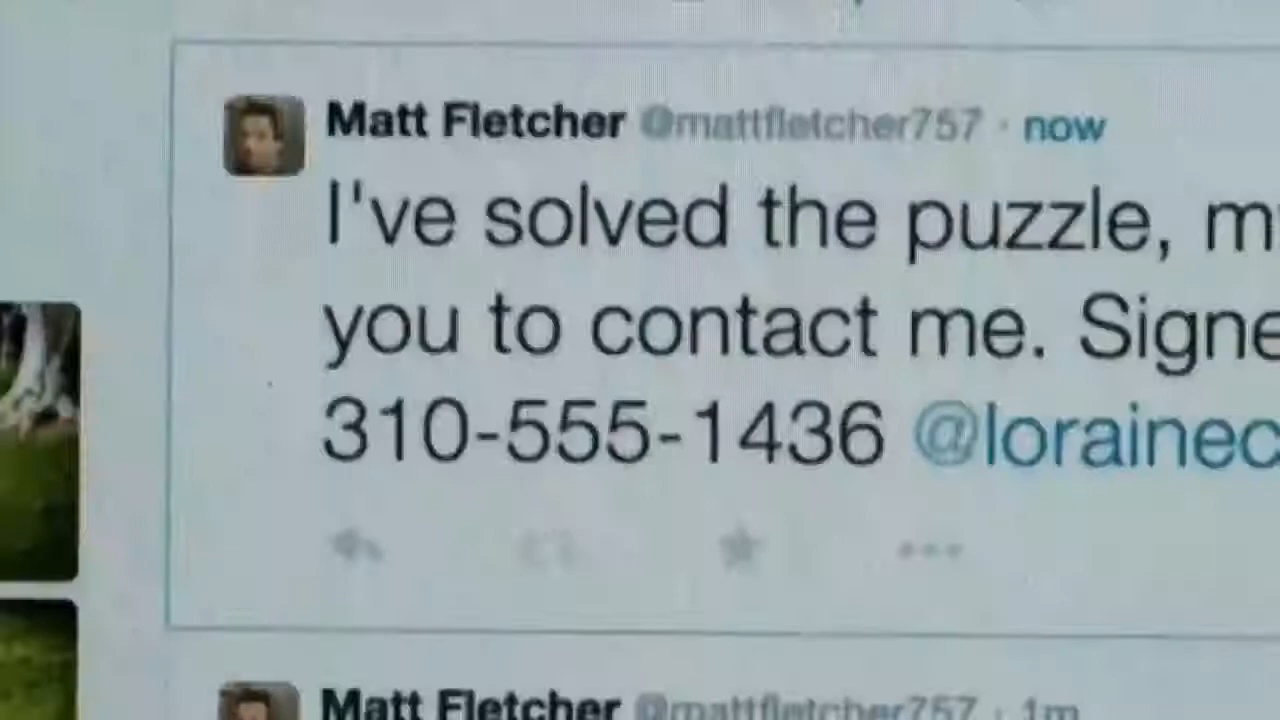 Matt Fletcher @mattfletcher757 · now
I've solved the puzzle, m
you to contact me. Signe
310-555-1436 @lorainec
Matt Fletcher @mattfletcher757 · 1m